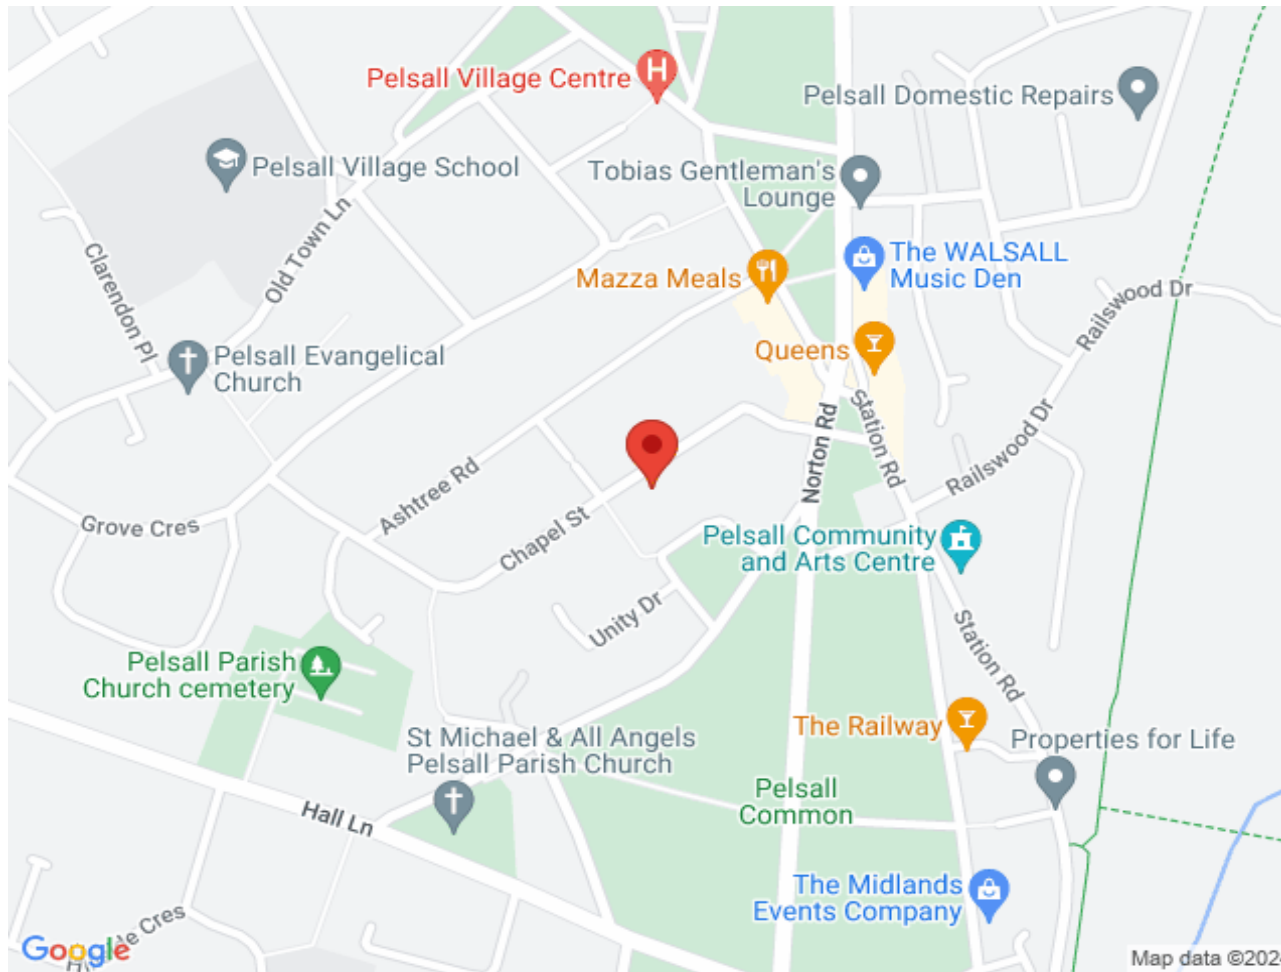 Pelsall Village Centre
H
Pelsall Domestic Repairs
Pelsall Village School
Tobias Gentleman's
Lounge
Old Town Ln
Clarendon Pl
The WALSALL
Music Den
Mazza Meals
Railswood Dr
Queens
Pelsall Evangelical
Church
Norton Rd
Station Rd
Railswood Dr
Ashtree Rd
Grove Cres
Chapel St
Pelsall Community
and Arts Centre
Unity Dr
Station Rd
Pelsall Parish
Church cemetery
The Railway
St Michael & All Angels
Pelsall Parish Church
Properties for Life
Pelsall
Common
Hall Ln
The Midlands
Events Company
Cres
Google
Map data ©202